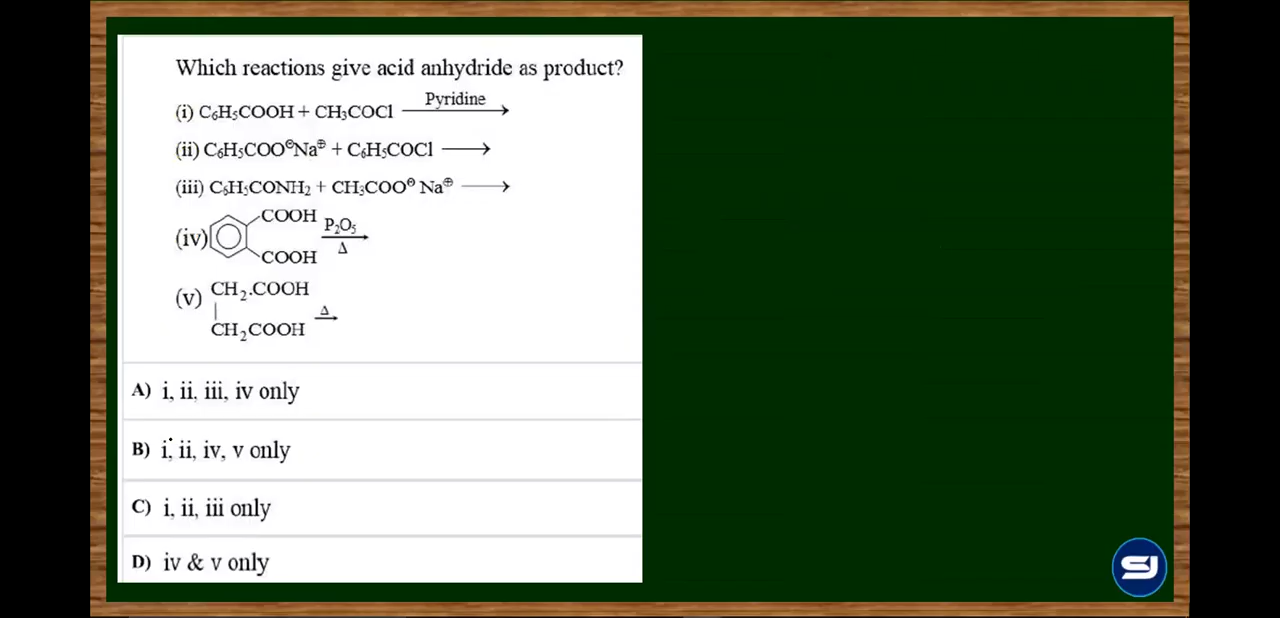 Which reactions give acid anhydride as product?
Pyridine
(i) C₆H₅COOH + CH₃COCl ⟶
(ii) C₆H₅COO⊖Na⊕ + C₆H₅COCl ⟶
(iii) C₆H₅CONH₂ + CH₃COO⊖ Na⊕ ⟶
COOH P₂O₅
(iv)
COOH Δ
CH₂.COOH
(v) | Δ
CH₂COOH
A) i, ii, iii, iv only
B) i, ii, iv, v only
C) i, ii, iii only
D) iv & v only
SJ